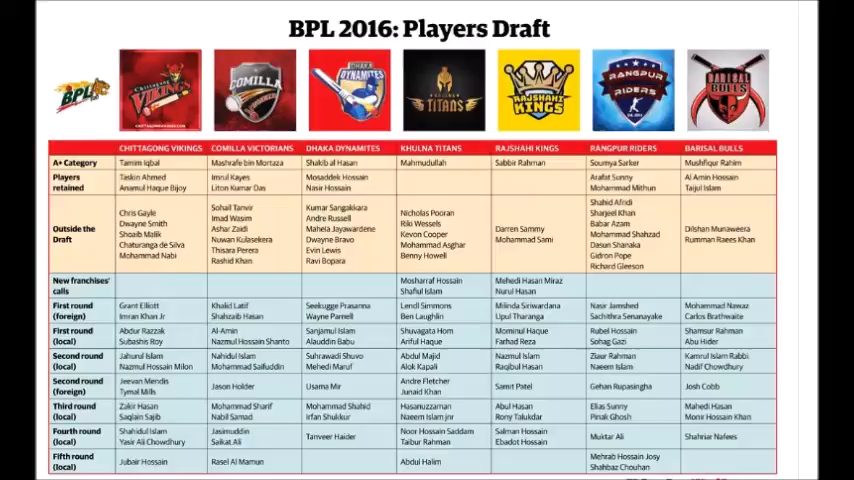 BPL 2016: Players Draft
BPL
Chittagong
VIKINGS
COMILLA
VICTORIANS
DHAKA
DYNAMITES
TITANS
RAJSHAHI
KINGS
RANGPUR
RIDERS
BARISAL
BULLS
CHITTAGONG VIKINGS COMILLA VICTORIANS DHAKA DYNAMITES KHULNA TITANS RAJSHAHI KINGS RANGPUR RIDERS BARISAL BULLS
A+ Category Tamim Iqbal Mashrafe bin Mortaza Shakib al Hasan Mahmudullah Sabbir Rahman Soumya Sarker Mushfiqur Rahim
Players retained
Taskin Ahmed
Anamul Haque Bijoy
Imrul Kayes
Liton Kumar Das
Mosaddek Hossain
Nasir Hossain
Arafat Sunny
Mohammad Mithun
Al Amin Hossain
Taijul Islam
Outside the Draft
Chris Gayle
Dwayne Smith
Shoaib Malik
Chaturanga de Silva
Mohammad Nabi
Sohail Tanvir
Imad Wasim
Ashar Zaidi
Nuwan Kulasekera
Thisara Perera
Rashid Khan
Kumar Sangakkara
Andre Russell
Mahela Jayawardene
Dwayne Bravo
Evin Lewis
Ravi Bopara
Nicholas Pooran
Riki Wessels
Kevon Cooper
Mohammad Asghar
Benny Howell
Darren Sammy
Mohammad Sami
Shahid Afridi
Sharjeel Khan
Babar Azam
Mohammad Shahzad
Dasun Shanaka
Gidron Pope
Richard Gleeson
Dilshan Munaweera
Rumman Raees Khan
New franchises' calls
Mosharraf Hossain
Shafiul Islam
Mehedi Hasan Miraz
Nurul Hasan
First round (foreign)
Grant Elliott
Imran Khan Jr
Khalid Latif
Shahzaib Hasan
Seekugge Prasanna
Wayne Parnell
Lendl Simmons
Ben Laughlin
Milinda Siriwardana
Upul Tharanga
Nasir Jamshed
Sachithra Senanayake
Mohammad Nawaz
Carlos Brathwaite
First round (local)
Abdur Razzak
Subashis Roy
Al-Amin
Nazmul Hossain Shanto
Sanjamul Islam
Alauddin Babu
Shuvagata Hom
Ariful Haque
Mominul Haque
Farhad Reza
Rubel Hossain
Sohag Gazi
Shamsur Rahman
Abu Hider
Second round (local)
Jahurul Islam
Nazmul Hossain Milon
Nahidul Islam
Mohammad Saifuddin
Suhrawadi Shuvo
Mehedi Maruf
Abdul Majid
Alok Kapali
Nazmul Islam
Raqibul Hasan
Ziaur Rahman
Naeem Islam
Kamrul Islam Rabbi
Nadif Chowdhury
Second round (foreign)
Jeevan Mendis
Tymal Mills
Jason Holder
Usama Mir
Andre Fletcher
Junaid Khan
Samit Patel
Gehan Rupasingha
Josh Cobb
Third round (local)
Zakir Hasan
Saqlain Sajib
Mohammad Sharif
Nabil Samad
Mohammad Shahid
Irfan Shukkur
Hasanuzzaman
Naeem Islam jnr
Abul Hasan
Rony Talukdar
Elias Sunny
Pinak Ghosh
Mahedi Hasan
Monir Hossain Khan
Fourth round (local)
Shahidul Islam
Yasir Ali Chowdhury
Jasimuddin
Saikat Ali
Tanveer Haider
Noor Hossain Saddam
Taibur Rahman
Salman Hossain
Ebadot Hossain
Muktar Ali
Shahriar Nafees
Fifth round (local)
Jubair Hossain
Rasel Al Mamun
Abdul Halim
Mehrab Hossain Josy
Shahbaz Chouhan